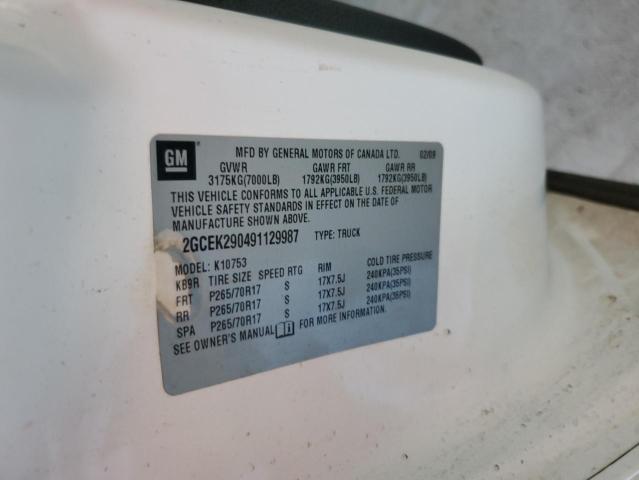 GM
MFD BY GENERAL MOTORS OF CANADA LTD. 02/09
GVWR GAWR FRT GAWR RR
3175KG(7000LB) 1792KG(3950LB) 1792KG(3950LB)
THIS VEHICLE CONFORMS TO ALL APPLICABLE U.S. FEDERAL MOTOR
VEHICLE SAFETY STANDARDS IN EFFECT ON THE DATE OF
MANUFACTURE SHOWN ABOVE.
2GCEK290491129987 TYPE: TRUCK
MODEL: K10753
KB9R TIRE SIZE SPEED RTG RIM COLD TIRE PRESSURE
FRT P265/70R17 S 17X7.5J 240KPA(35PSI)
RR P265/70R17 S 17X7.5J 240KPA(35PSI)
SPA P265/70R17 S 17X7.5J 240KPA(35PSI)
SEE OWNER'S MANUAL FOR MORE INFORMATION.